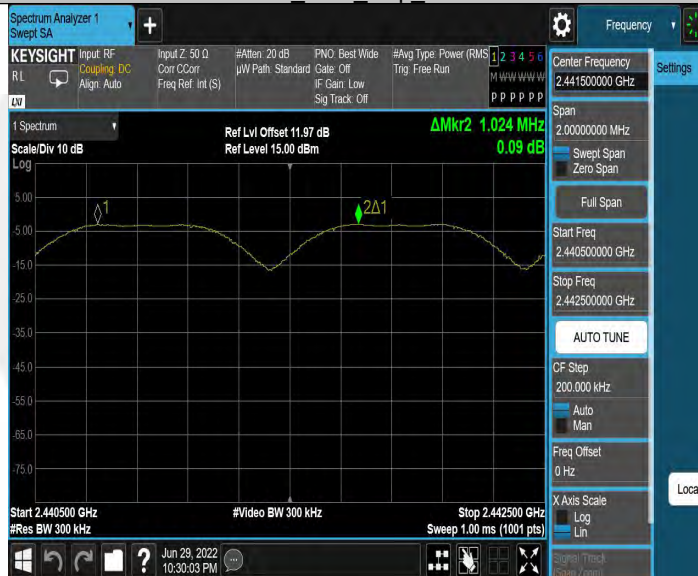 Spectrum Analyzer 1
Swept SA
+
Frequency
KEYSIGHT
RL
LXI
Input: RF
Coupling: DC
Align: Auto
Input Z: 50 Ω
Corr CCorr
Freq Ref: Int (S)
#Atten: 20 dB
µW Path: Standard
PNO: Best Wide
Gate: Off
IF Gain: Low
Sig Track: Off
#Avg Type: Power (RMS
Trig: Free Run
1 2 3 4 5 6
M W W W W W
P P P P P P
1 Spectrum
Scale/Div 10 dB
Log
Ref Lvl Offset 11.97 dB
Ref Level 15.00 dBm
ΔMkr2 1.024 MHz
0.09 dB
5.00
-5.00
-15.0
-25.0
-35.0
-45.0
-55.0
-65.0
-75.0
1
2Δ1
Start 2.440500 GHz
#Res BW 300 kHz
#Video BW 300 kHz
Stop 2.442500 GHz
Sweep 1.00 ms (1001 pts)
Jun 29, 2022
10:30:03 PM
?
Center Frequency
2.441500000 GHz
Settings
Span
2.00000000 MHz
Swept Span
Zero Span
Full Span
Start Freq
2.440500000 GHz
Stop Freq
2.442500000 GHz
AUTO TUNE
CF Step
200.000 kHz
Auto
Man
Freq Offset
0 Hz
X Axis Scale
Log
Lin
Loca
Signal Track
(Span Zoom)